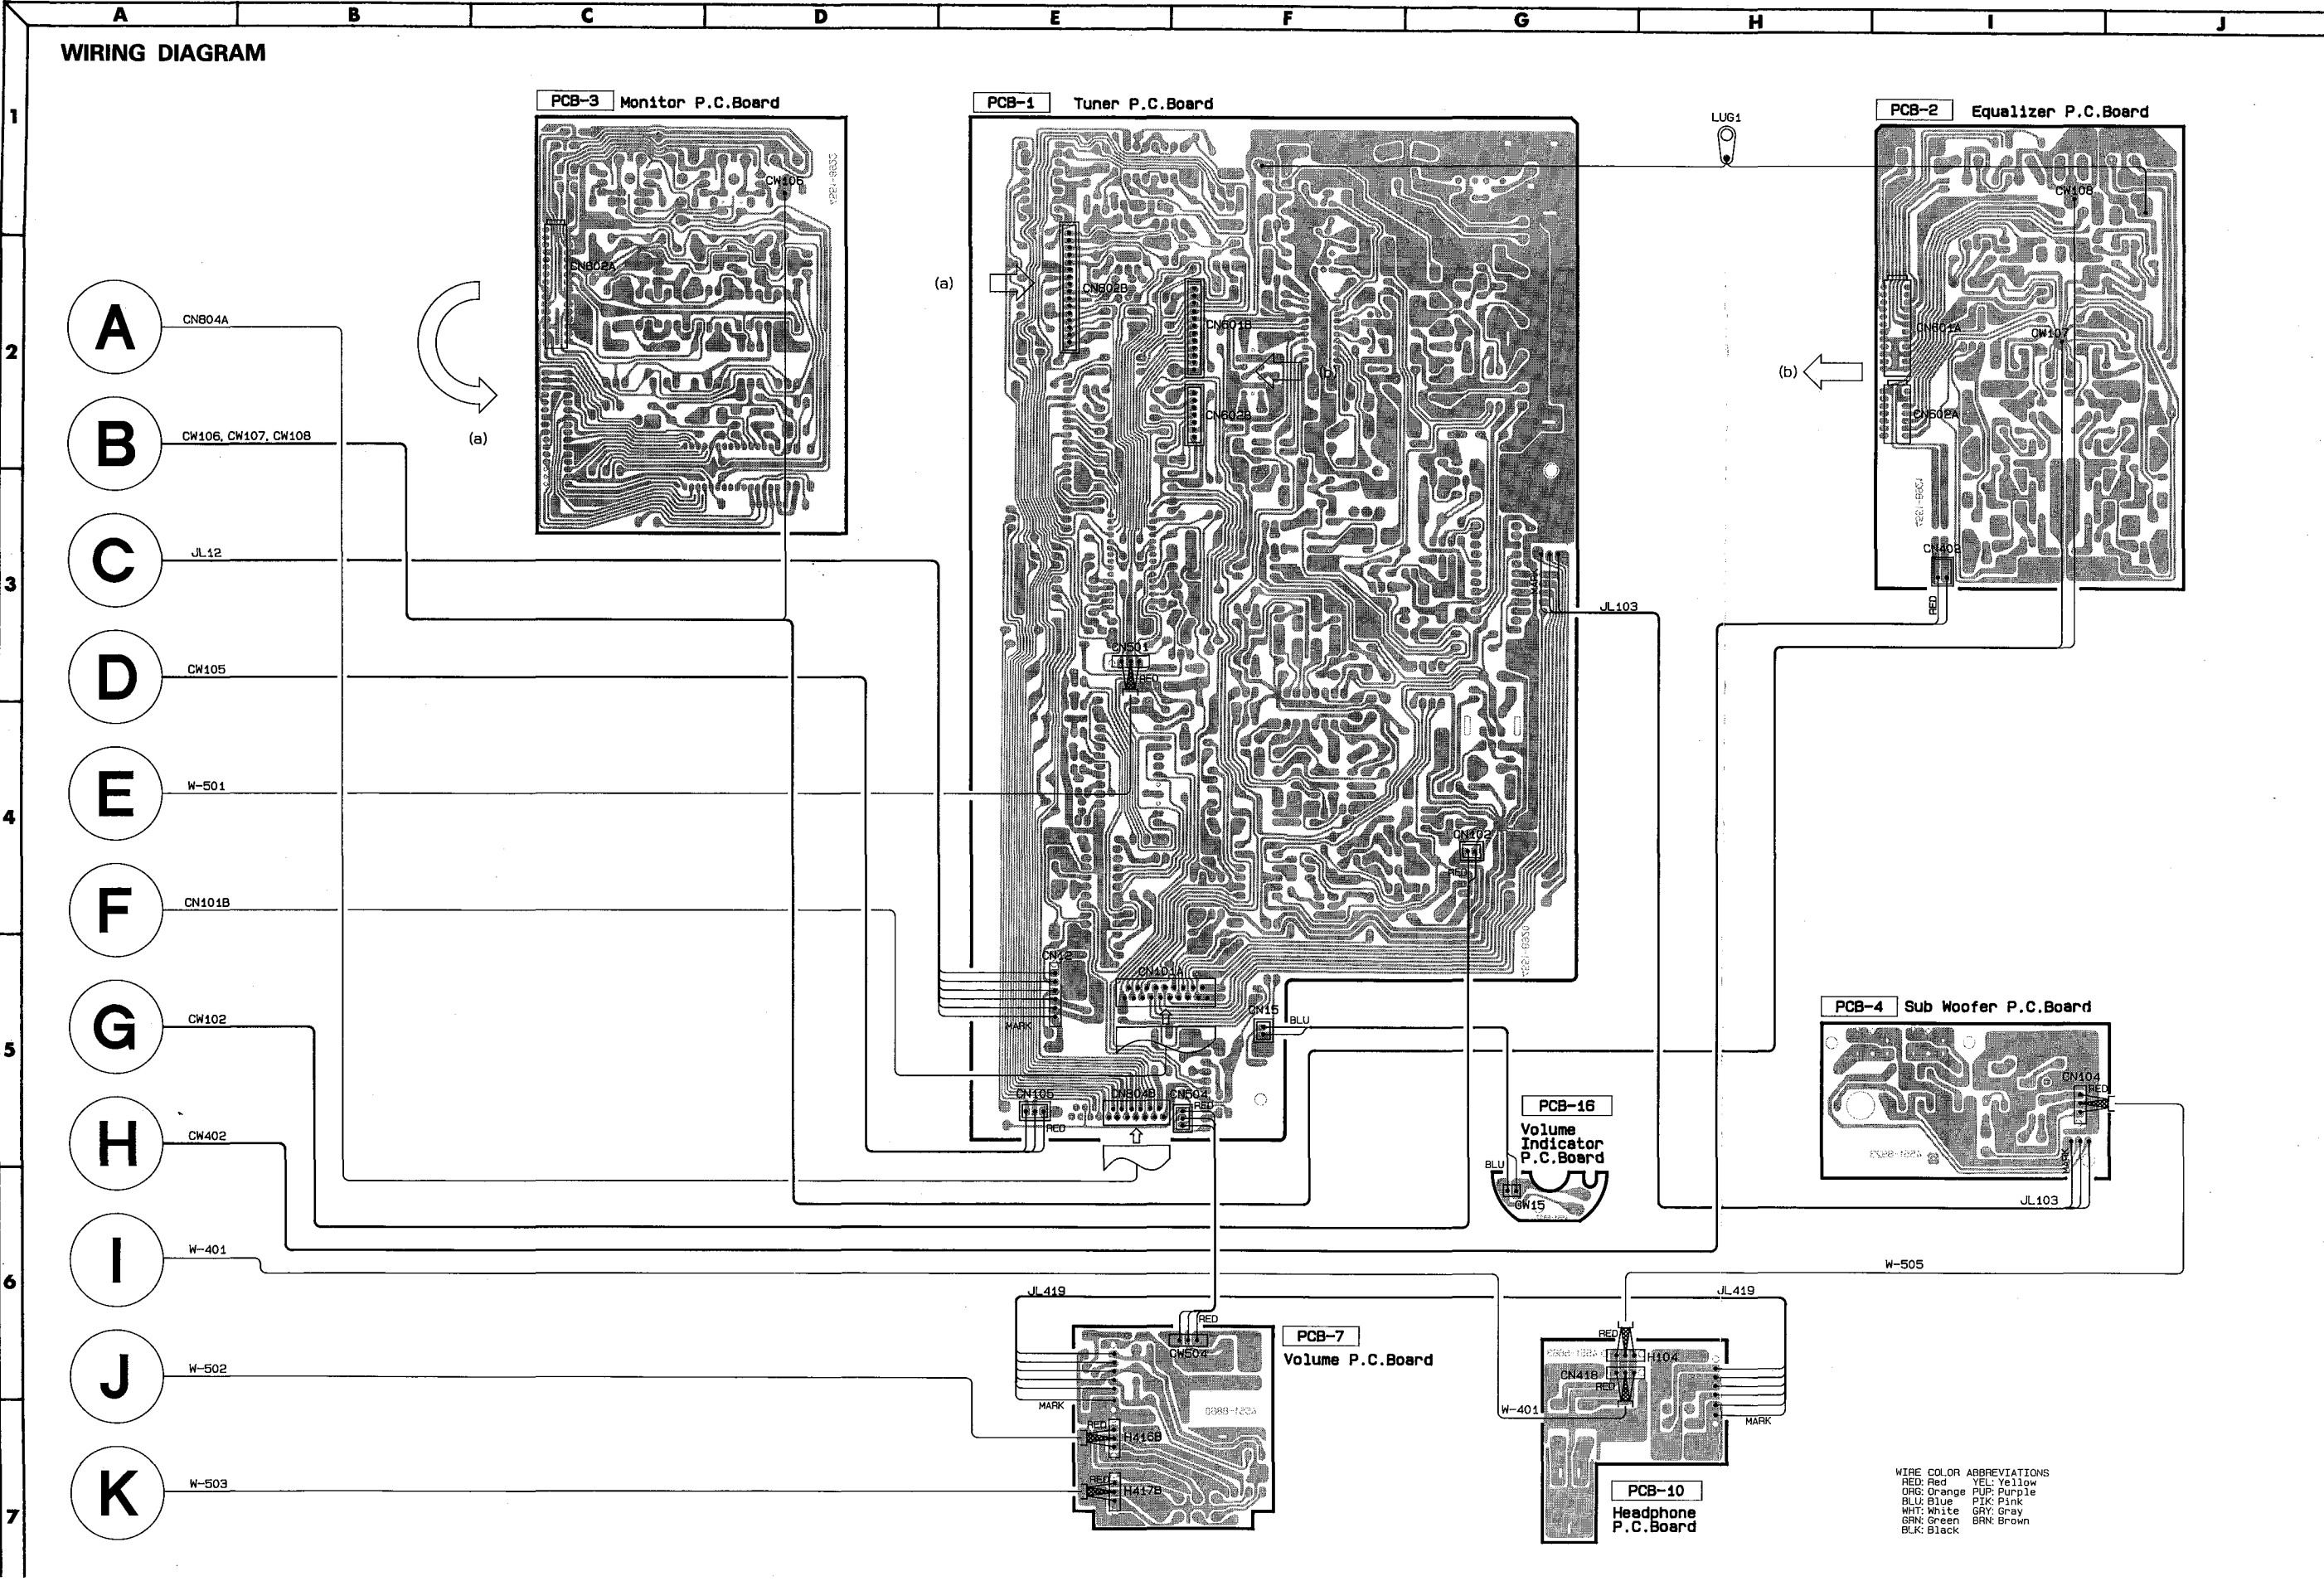 A B C D E F G H I J
WIRING DIAGRAM
1
2
3
4
5
6
7
PCB-3 Monitor P.C.Board
CW106
CN802A
(a)
PCB-1 Tuner P.C.Board
(a)
CN802B
CN601B
(b)
CN602B
CN501
RED
MARK
JL103
CN102
RED
CN12
MARK
CN101A
CN15
BLU
CN105
RED
CN804B
CN504
RED
LUG1
PCB-2 Equalizer P.C.Board
CW108
CN601A
CW107
(b)
CN602A
CN402
RED
A
CN804A
B
CW106, CW107, CW108
C
JL12
D
CW105
E
W-501
F
CN101B
G
CW102
H
CW402
I
W-401
J
W-502
K
W-503
PCB-4 Sub Woofer P.C.Board
CN104
RED
MARK
JL103
PCB-16
Volume
Indicator
P.C.Board
BLU
CW15
W-505
JL419
JL419
RED
CW504
PCB-7
Volume P.C.Board
MARK
RED
H416B
RED
H417B
RED
H104
CN418
RED
W-401
MARK
PCB-10
Headphone
P.C.Board
WIRE COLOR ABBREVIATIONS
RED: Red YEL: Yellow
ORG: Orange PUP: Purple
BLU: Blue PIK: Pink
WHT: White GRY: Gray
GRN: Green BRN: Brown
BLK: Black